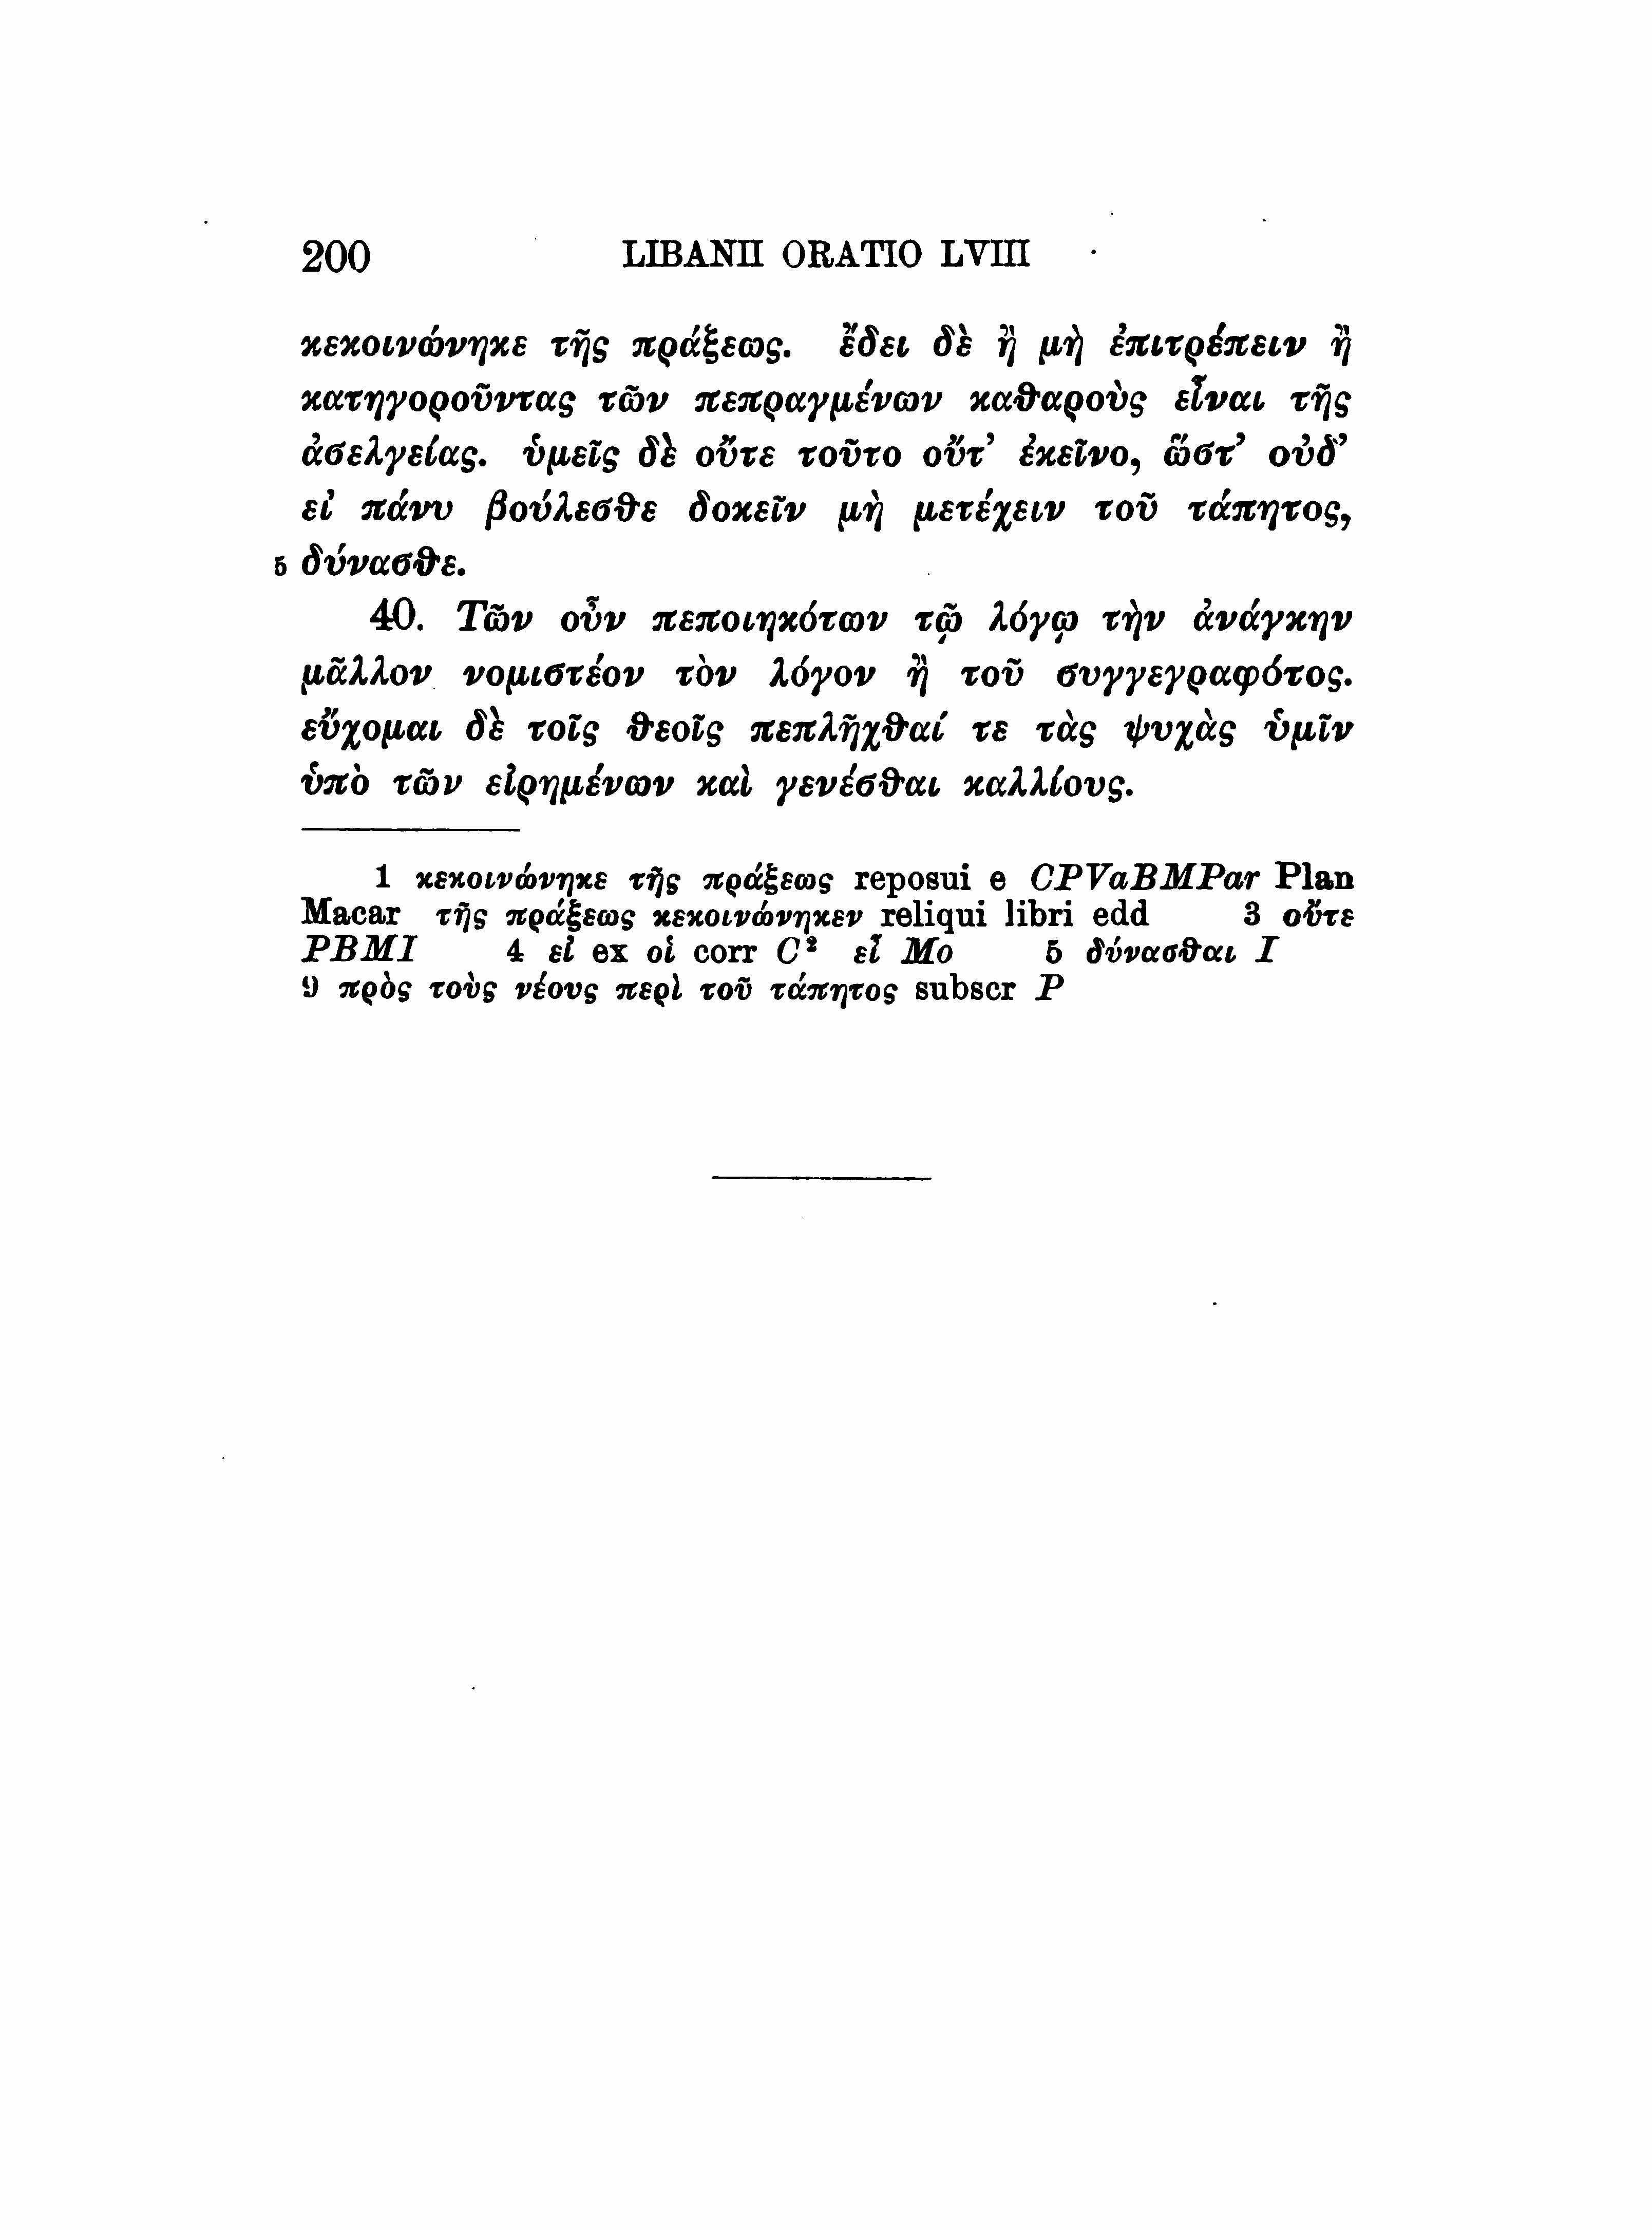 200 LIBANII ORATIO LVIII
κεκοινώνηκε τῆς πράξεως. ἔδει δὲ ἢ μὴ ἐπιτρέπειν ἢ
κατηγοροῦντας τῶν πεπραγμένων καθαροὺς εἶναι τῆς
ἀσελγείας. ὑμεῖς δὲ οὔτε τοῦτο οὔτ’ ἐκεῖνο, ὥστ’ οὐδ’
εἰ πάνυ βούλεσθε δοκεῖν μὴ μετέχειν τοῦ τάπητος,
5 δύνασθε.
40. Τῶν οὖν πεποιηκότων τῷ λόγῳ τὴν ἀνάγκην
μᾶλλον νομιστέον τὸν λόγον ἢ τοῦ συγγεγραφότος.
εὔχομαι δὲ τοῖς θεοῖς πεπλῆχθαί τε τὰς ψυχὰς ὑμῖν
ὑπὸ τῶν εἰρημένων καὶ γενέσθαι καλλίους.
1 κεκοινώνηκε τῆς πράξεως reposui e CPVaBMPar Plan
Macar τῆς πράξεως κεκοινώνηκεν reliqui libri edd 3 οὔτε
PBMI 4 εἰ ex οἱ corr C² εἶ Mo 5 δύνασθαι I
9 πρὸς τοὺς νέους περὶ τοῦ τάπητος subscr P